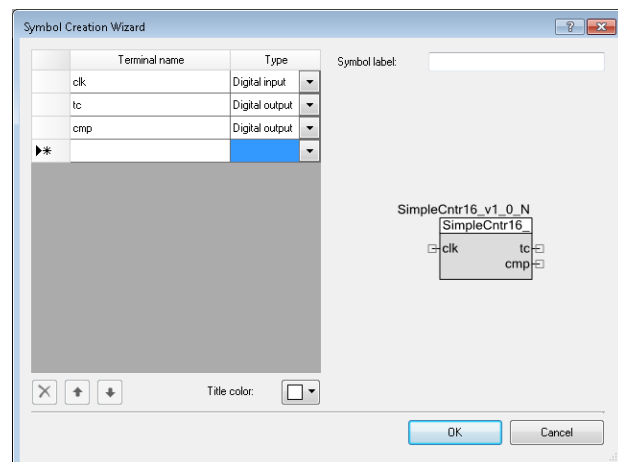 Symbol Creation Wizard
Terminal name Type
clk Digital input
tc Digital output
cmp Digital output
Symbol label:
SimpleCntr16_v1_0_N
SimpleCntr16_
clk tc
cmp
Title color:
OK Cancel